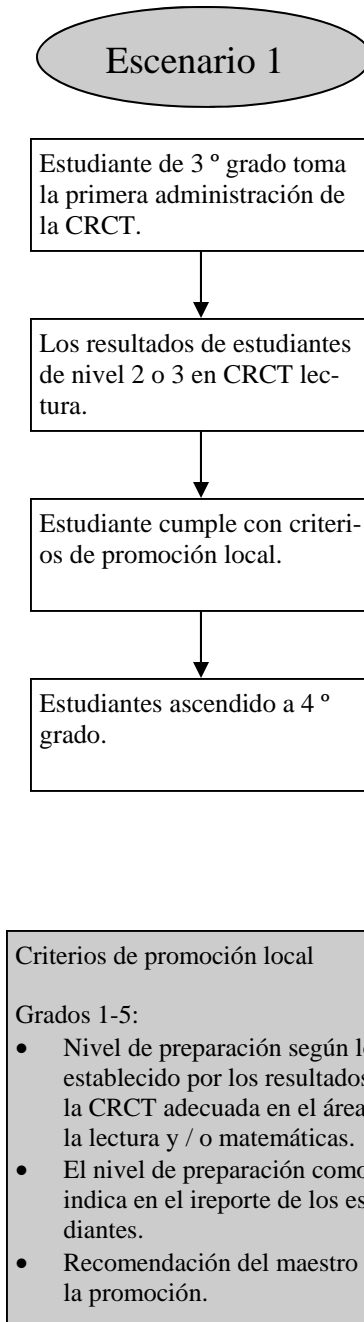 Escenario 1
Estudiante de 3 º grado toma
la primera administración de
la CRCT.
Los resultados de estudiantes
de nivel 2 o 3 en CRCT lec-
tura.
Estudiante cumple con criteri-
os de promoción local.
Estudiantes ascendido a 4 º
grado.
Criterios de promoción local
Grados 1-5:
• Nivel de preparación según
establecido por los resultados
la CRCT adecuada en el área
la lectura y / o matemáticas.
• El nivel de preparación como
indica en el ireporte de los es
diantes.
• Recomendación del maestro
la promoción.